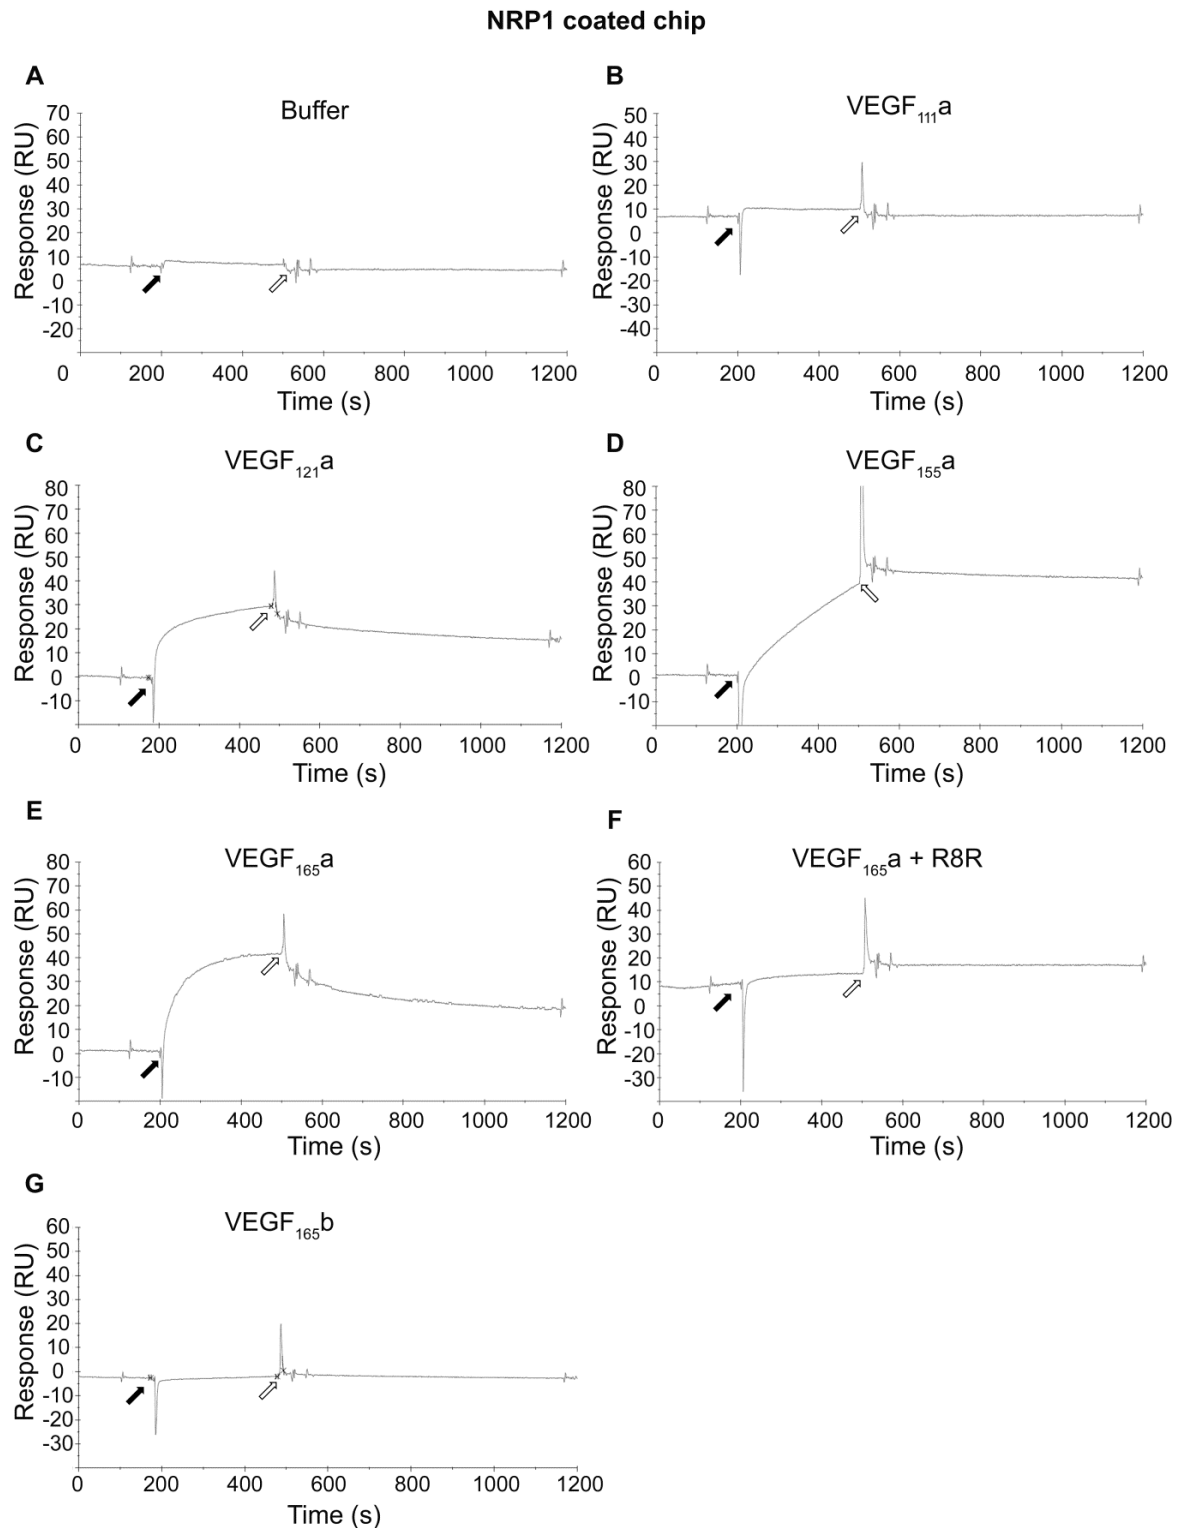 NRP1 coated chip
A
Buffer
Response (RU)
70
60
50
40
30
20
10
0
-10
-20
0 200 400 600 800 1000 1200
Time (s)
B
VEGF₁₁₁a
Response (RU)
50
40
30
20
10
0
-10
-20
-30
-40
0 200 400 600 800 1000 1200
Time (s)
C
VEGF₁₂₁a
Response (RU)
80
70
60
50
40
30
20
10
0
-10
0 200 400 600 800 1000 1200
Time (s)
D
VEGF₁₅₅a
Response (RU)
80
70
60
50
40
30
20
10
0
-10
0 200 400 600 800 1000 1200
Time (s)
E
VEGF₁₆₅a
Response (RU)
80
70
60
50
40
30
20
10
0
-10
0 200 400 600 800 1000 1200
Time (s)
F
VEGF₁₆₅a + R8R
Response (RU)
60
50
40
30
20
10
0
-10
-20
-30
0 200 400 600 800 1000 1200
Time (s)
G
VEGF₁₆₅b
Response (RU)
60
50
40
30
20
10
0
-10
-20
-30
0 200 400 600 800 1000 1200
Time (s)